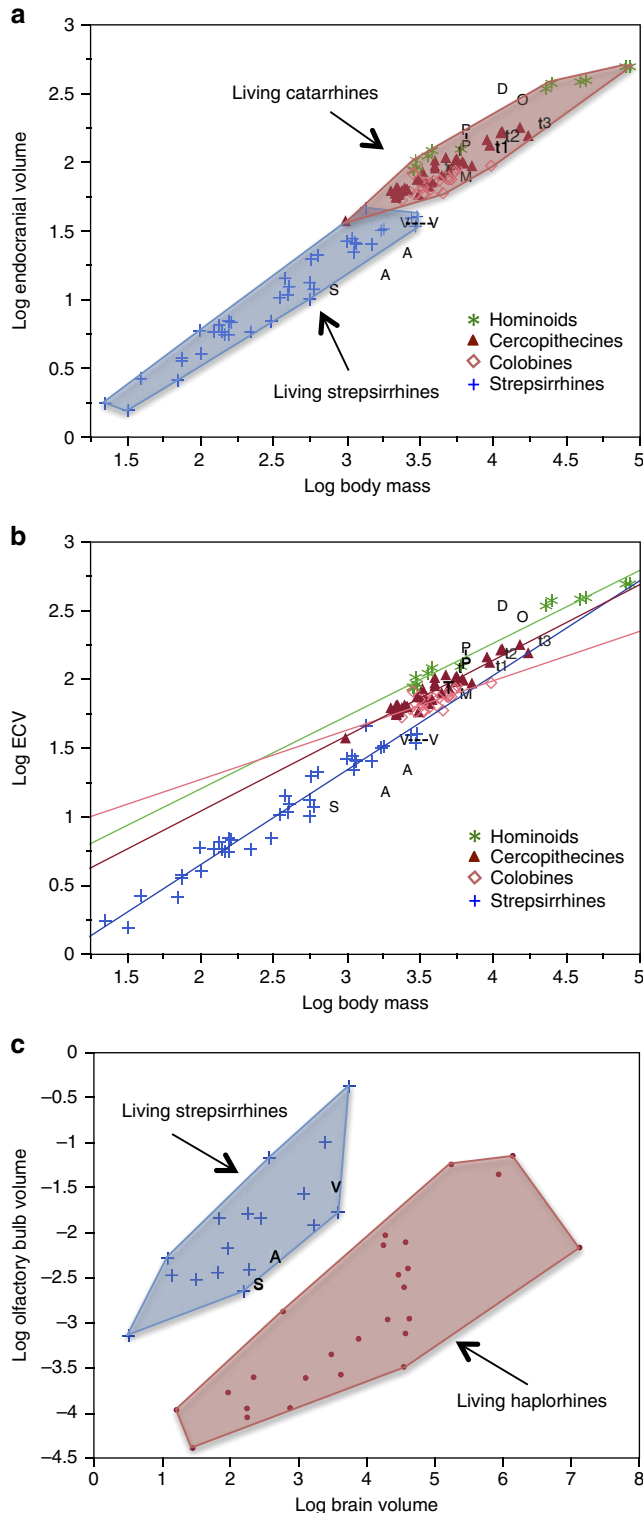 a
3
2.5
2
1.5
1
0.5
0
Log endocranial volume
Living catarrhines
D
O
P
P
t
T
M
t1
t2
t3
V
V
A
A
S
Living strepsirrhines
Hominoids
Cercopithecines
Colobines
Strepsirrhines
1.5
2
2.5
3
3.5
4
4.5
5
Log body mass
b
3
2.5
2
1.5
1
0.5
0
Log ECV
D
O
P
P
t
T
M
t1
t2
t3
V
V
A
A
S
Hominoids
Cercopithecines
Colobines
Strepsirrhines
1.5
2
2.5
3
3.5
4
4.5
5
Log body mass
c
0
−0.5
−1
−1.5
−2
−2.5
−3
−3.5
−4
−4.5
Log olfactory bulb volume
Living strepsirrhines
V
A
S
Living haplorhines
0
1
2
3
4
5
6
7
8
Log brain volume